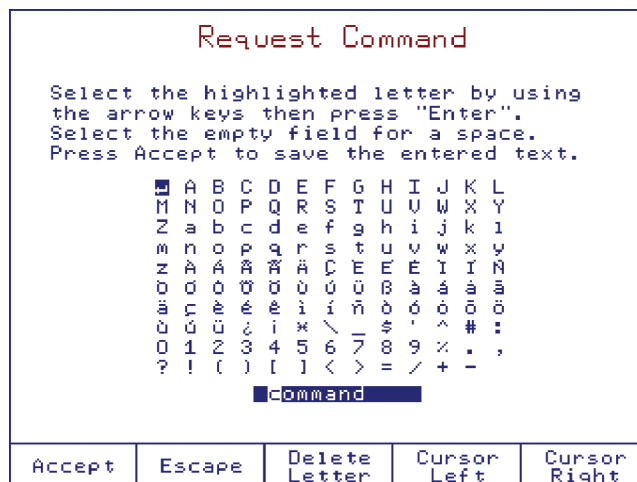 Request Command
Select the highlighted letter by using
the arrow keys then press "Enter".
Select the empty field for a space.
Press Accept to save the entered text.
↵ A B C D E F G H I J K L
M N O P Q R S T U V W X Y
Z a b c d e f g h i j k l
m n o p q r s t u v w x y
z À Á Ä Ç È É Ì Í Ñ
ù ú ü ß à á
ä ç è é ê ì í ñ ò ó ô õ ö
ù ú ü ¿ ¡ \ _ $ ' ^ # :
0 1 2 3 4 5 6 7 8 9 % . ,
? ! ( ) [ ] < > = / + -
command
Accept
Escape
Delete
Letter
Cursor
Left
Cursor
Right